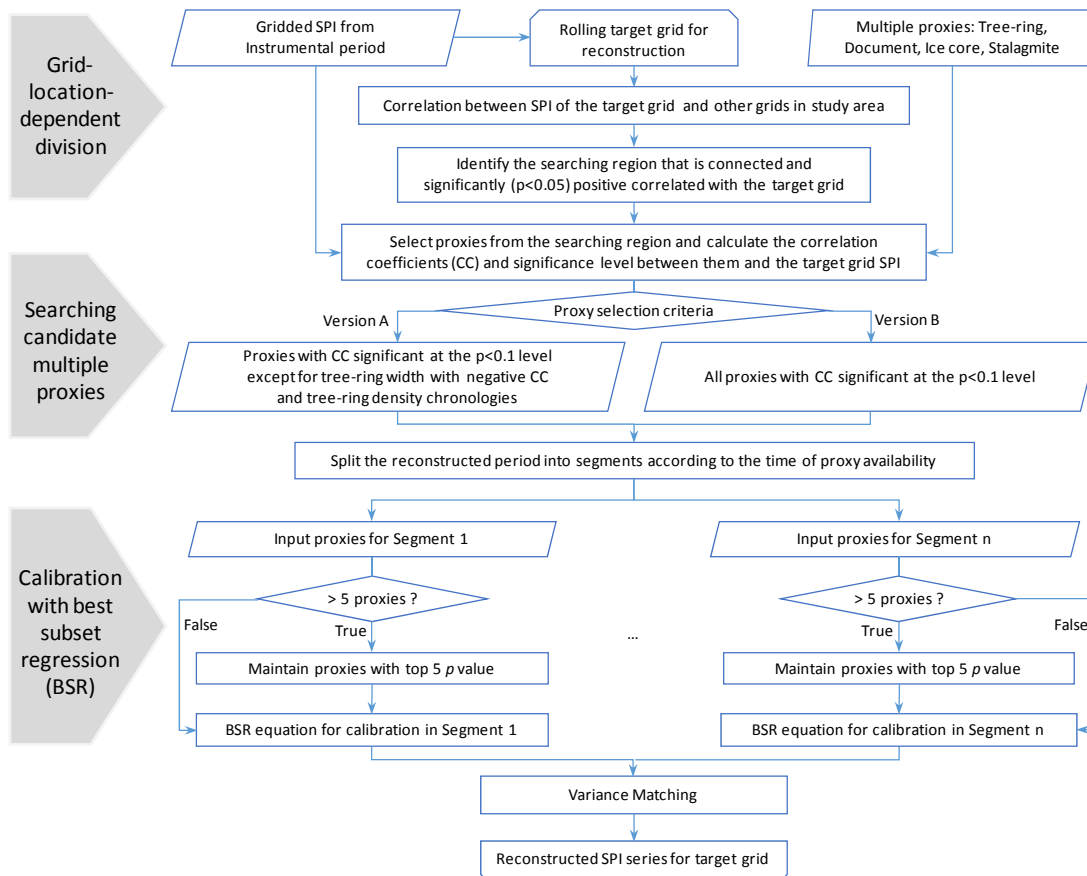 Grid-
location-
dependent
division
Gridded SPI from
Instrumental period
Rolling target grid for
reconstruction
Multiple proxies: Tree-ring,
Document, Ice core, Stalagmite
Correlation between SPI of the target grid and other grids in study area
Identify the searching region that is connected and
significantly (p<0.05) positive correlated with the target grid
Select proxies from the searching region and calculate the correlation
coefficients (CC) and significance level between them and the target grid SPI
Searching
candidate
multiple
proxies
Proxy selection criteria
Version A
Version B
Proxies with CC significant at the p<0.1 level
except for tree-ring width with negative CC
and tree-ring density chronologies
All proxies with CC significant at the p<0.1 level
Split the reconstructed period into segments according to the time of proxy availability
Calibration
with best
subset
regression
(BSR)
Input proxies for Segment 1
Input proxies for Segment n
> 5 proxies ?
> 5 proxies ?
False
True
...
True
False
Maintain proxies with top 5 p value
Maintain proxies with top 5 p value
BSR equation for calibration in Segment 1
BSR equation for calibration in Segment n
Variance Matching
Reconstructed SPI series for target grid